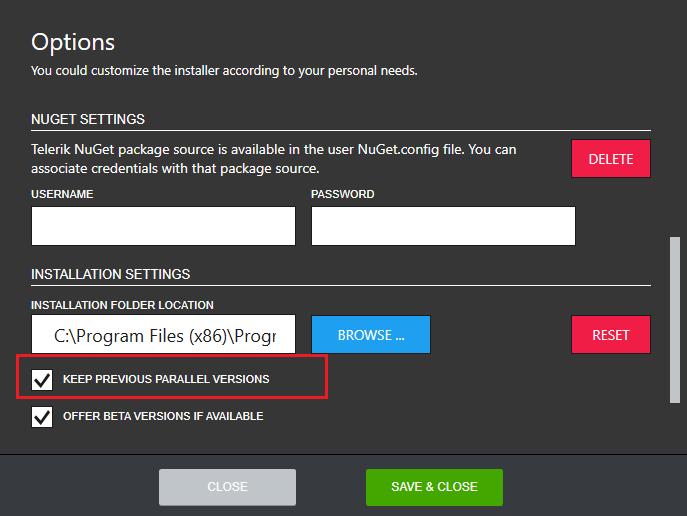 Options
You could customize the installer according to your personal needs.
NUGET SETTINGS
Telerik NuGet package source is available in the user NuGet.config file. You can
associate credentials with that package source.
DELETE
USERNAME
PASSWORD
INSTALLATION SETTINGS
INSTALLATION FOLDER LOCATION
C:\Program Files (x86)\Progr
BROWSE ...
RESET
KEEP PREVIOUS PARALLEL VERSIONS
OFFER BETA VERSIONS IF AVAILABLE
CLOSE
SAVE & CLOSE